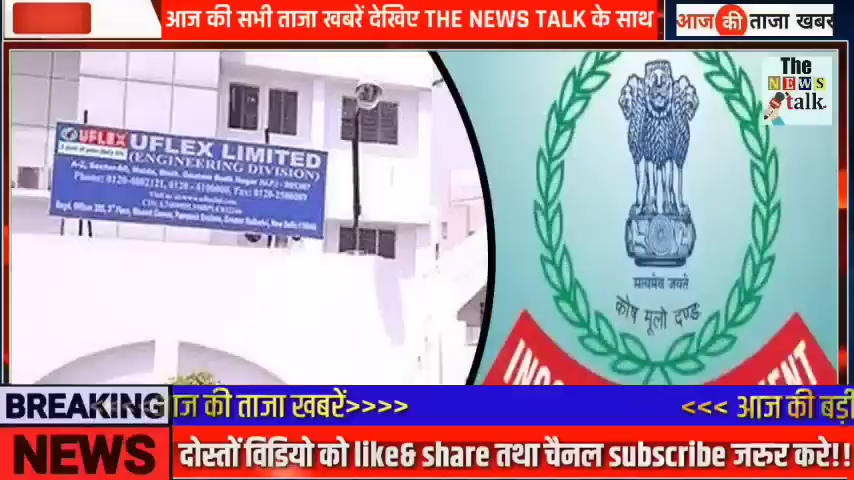 आज की सभी ताजा खबरें देखिए THE NEWS TALK के साथ
आज की ताजा खबर
The
NEWS
talk
UFLEX
UFLEX LIMITED
(ENGINEERING DIVISION)
सत्यमेव जयते
कोष मूलो दण्ड
BREAKING
NEWS
आज की ताजा खबरें>>>>
<<< आज की बड़ी
दोस्तों विडियो को like& share तथा चैनल subscribe जरुर करे!!